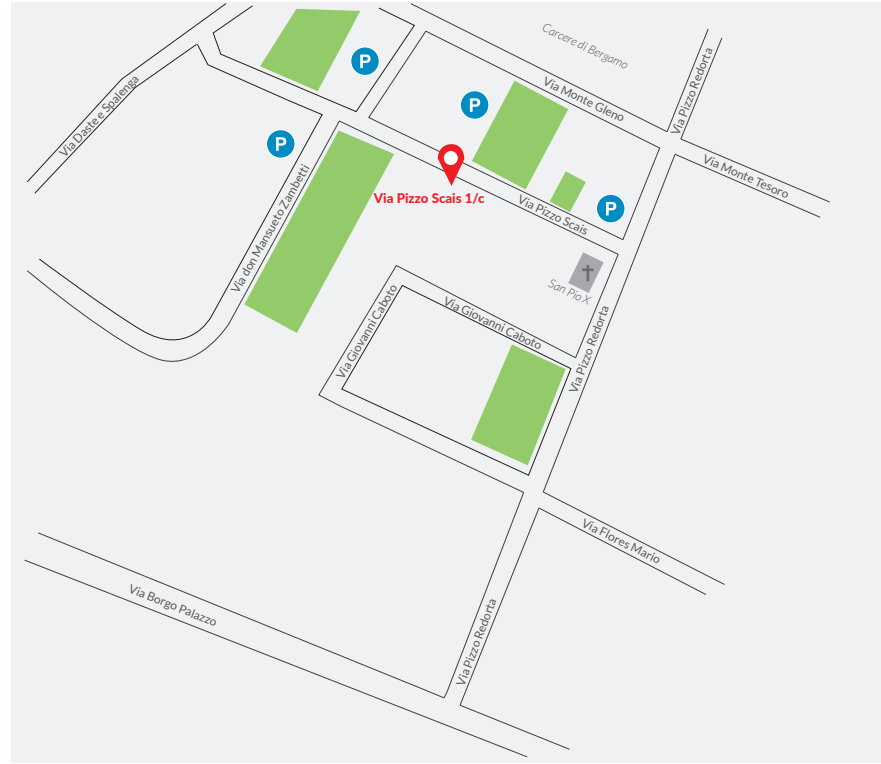 Carcere di Bergamo
P
Via Pizzo Redorta
Via Daste e Spalenga
Via Monte Gleno
P
P
Via Monte Tesoro
Via Pizzo Scais 1/c
Via Pizzo Scais
P
Via don Mansueto Zambetti
San Pio X
Via Giovanni Caboto
Via Giovanni Caboto
Via Pizzo Redorta
Via Flores Mario
Via Borgo Palazzo
Via Pizzo Redorta